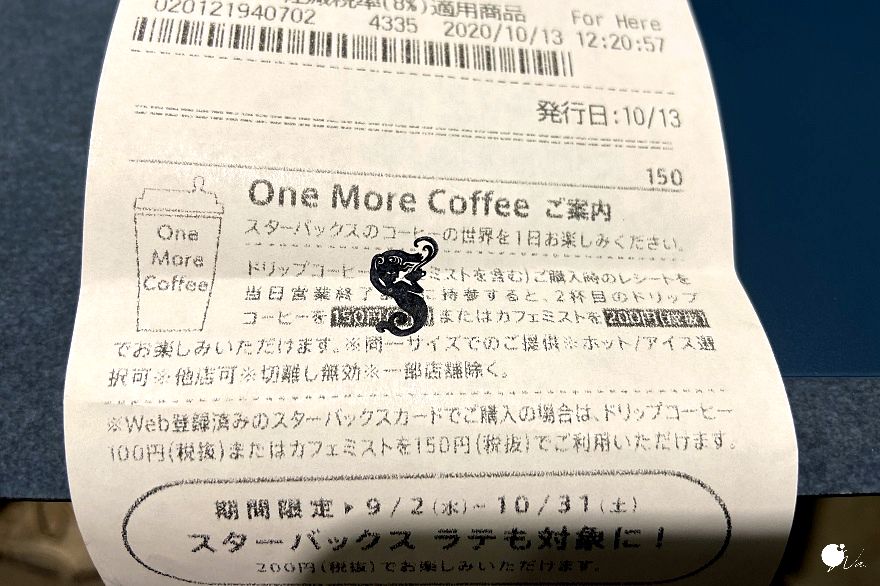 軽減税率(8%)適用商品 For Here
020121940702 4335 2020/10/13 12:20:57
発行日:10/13
150
One More Coffee ご案内
スターバックスのコーヒーの世界を1日お楽しみください。
One
More
Coffee
ドリップコーヒー ミストを含む)ご購入時のレシートを
当日営業終了 ご持参すると、2杯目のドリップ
コーヒーを150円 またはカフェミストを200円(税抜)
でお楽しみいただけます。※同一サイズでのご提供※ホット/アイス選
択可※他店可※切離し無効※一部店舗除く。
※Web登録済みのスターバックスカードでご購入の場合は、ドリップコーヒー
100円(税抜)またはカフェミストを150円(税抜)でご利用いただけます。
期間限定▶9/2(水)~10/31(土)
スターバックス ラテも対象に!
200円(税抜)でお楽しみいただけます。